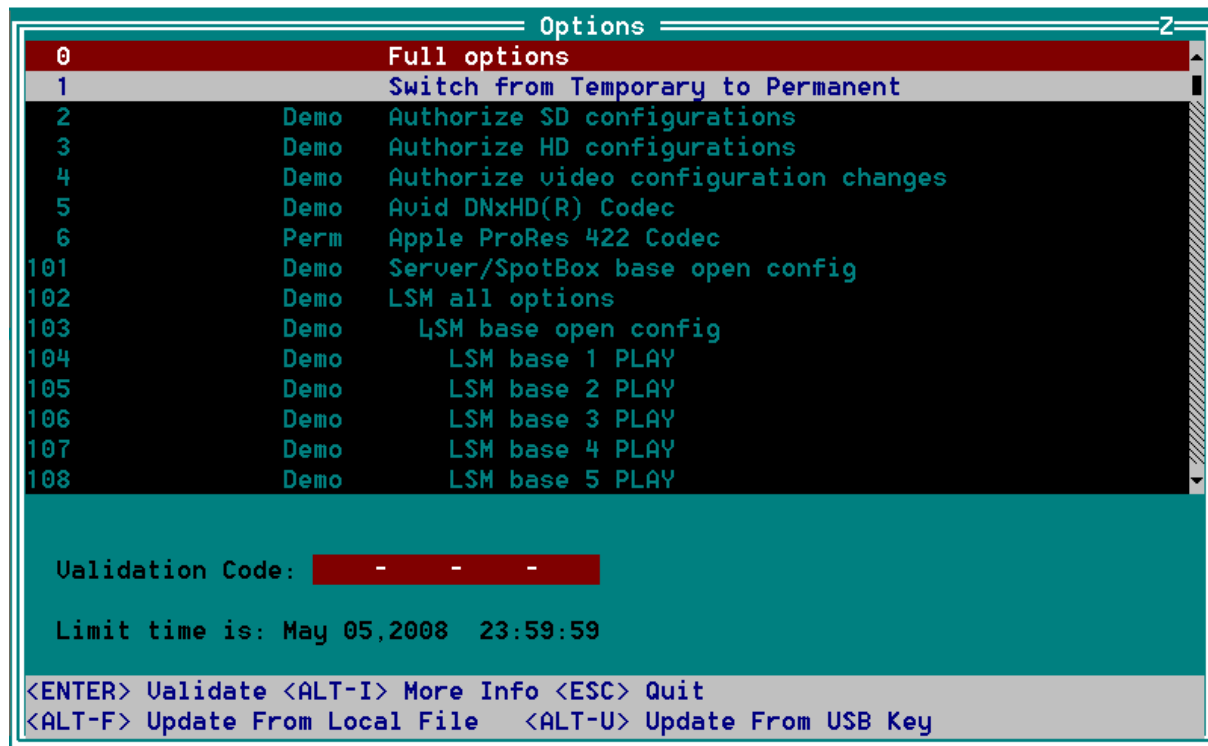 Options Z
0 Full options
1 Switch from Temporary to Permanent
2 Demo Authorize SD configurations
3 Demo Authorize HD configurations
4 Demo Authorize video configuration changes
5 Demo Avid DNxHD(R) Codec
6 Perm Apple ProRes 422 Codec
101 Demo Server/SpotBox base open config
102 Demo LSM all options
103 Demo LSM base open config
104 Demo LSM base 1 PLAY
105 Demo LSM base 2 PLAY
106 Demo LSM base 3 PLAY
107 Demo LSM base 4 PLAY
108 Demo LSM base 5 PLAY
Validation Code: - - -
Limit time is: May 05,2008 23:59:59
<ENTER> Validate <ALT-I> More Info <ESC> Quit
<ALT-F> Update From Local File <ALT-U> Update From USB Key